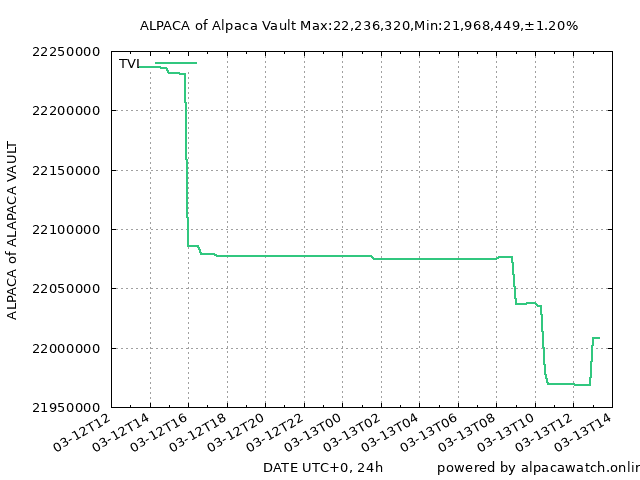 ALPACA of Alpaca Vault Max:22,236,320,Min:21,968,449,±1.20%
22250000
TVL
22200000
22150000
22100000
22050000
22000000
21950000
ALPACA of ALAPACA VAULT
03-12T12
03-12T14
03-12T16
03-12T18
03-12T20
03-12T22
03-13T00
03-13T02
03-13T04
03-13T06
03-13T08
03-13T10
03-13T12
03-13T14
DATE UTC+0, 24h
powered by alpacawatch.onlin